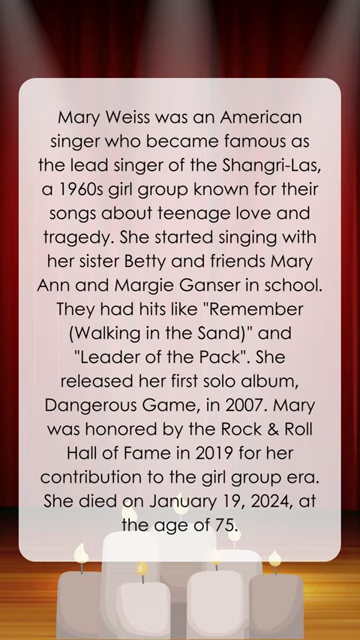 Mary Weiss was an American
singer who became famous as
the lead singer of the Shangri-Las,
a 1960s girl group known for their
songs about teenage love and
tragedy. She started singing with
her sister Betty and friends Mary
Ann and Margie Ganser in school.
They had hits like "Remember
(Walking in the Sand)" and
"Leader of the Pack". She
released her first solo album,
Dangerous Game, in 2007. Mary
was honored by the Rock & Roll
Hall of Fame in 2019 for her
contribution to the girl group era.
She died on January 19, 2024, at
the age of 75.